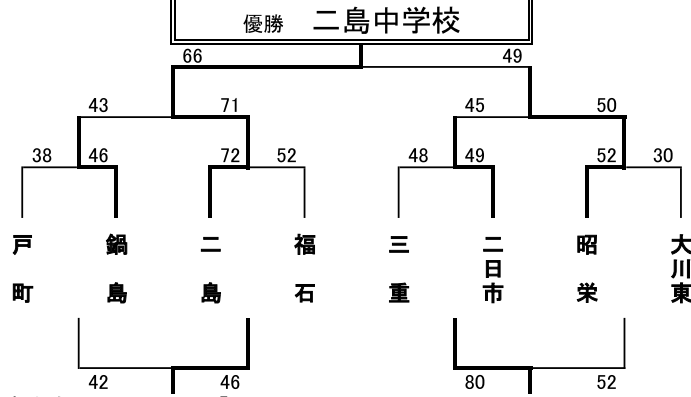 優勝 二島中学校
66 49
43 71 45 50
38 46 72 52 48 49 52 30
戸町 鍋島 二島 福石 三重 二日市 昭栄 大川東
42 46 80 52